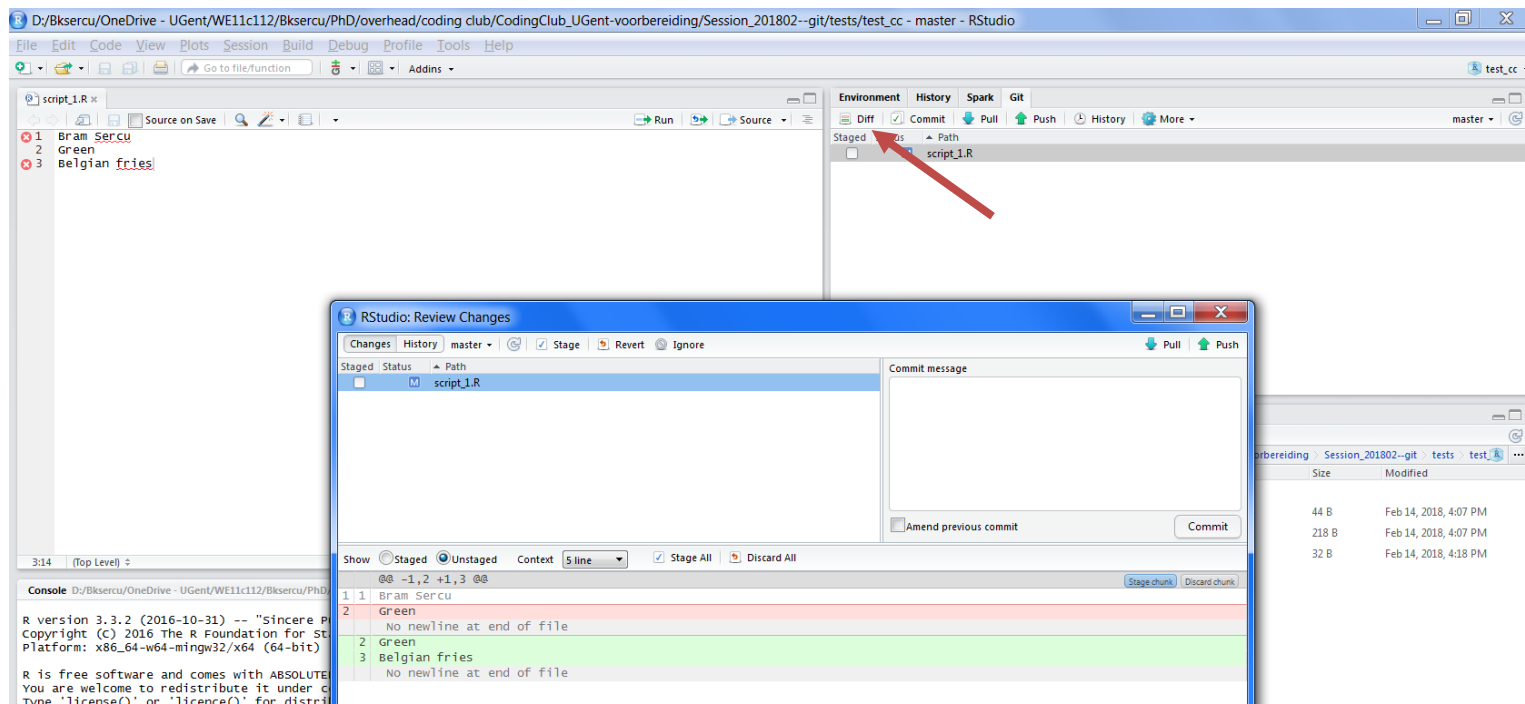 D:/Bksercu/OneDrive - UGent/WE11c112/Bksercu/PhD/overhead/coding club/CodingClub_UGent-voorbereiding/Session_201802--git/tests/test_cc - master - RStudio
File Edit Code View Plots Session Build Debug Profile Tools Help
Go to file/function Addins test_cc
script_1.R
Source on Save Run Source
1 Bram Sercu
2 Green
3 Belgian fries
3:14 (Top Level)
Environment History Spark Git
Diff Commit Pull Push History More master
Staged Path
script_1.R
RStudio: Review Changes
Changes History master Stage Revert Ignore Pull Push
Staged Status Path
M script_1.R
Commit message
Amend previous commit Commit
Show Staged Unstaged Context 5 line Stage All Discard All
@@ -1,2 +1,3 @@ Stage chunk Discard chunk
1 1 Bram Sercu
2 Green
No newline at end of file
2 Green
3 Belgian fries
No newline at end of file
orbereiding Session_201802--git tests test_ ...
Size Modified
44 B Feb 14, 2018, 4:07 PM
218 B Feb 14, 2018, 4:07 PM
32 B Feb 14, 2018, 4:18 PM
Console D:/Bksercu/OneDrive - UGent/WE11c112/Bksercu/PhD/
R version 3.3.2 (2016-10-31) -- "Sincere P
Copyright (C) 2016 The R Foundation for St
Platform: x86_64-w64-mingw32/x64 (64-bit)
R is free software and comes with ABSOLUTE
You are welcome to redistribute it under c
Type 'license()' or 'licence()' for distri